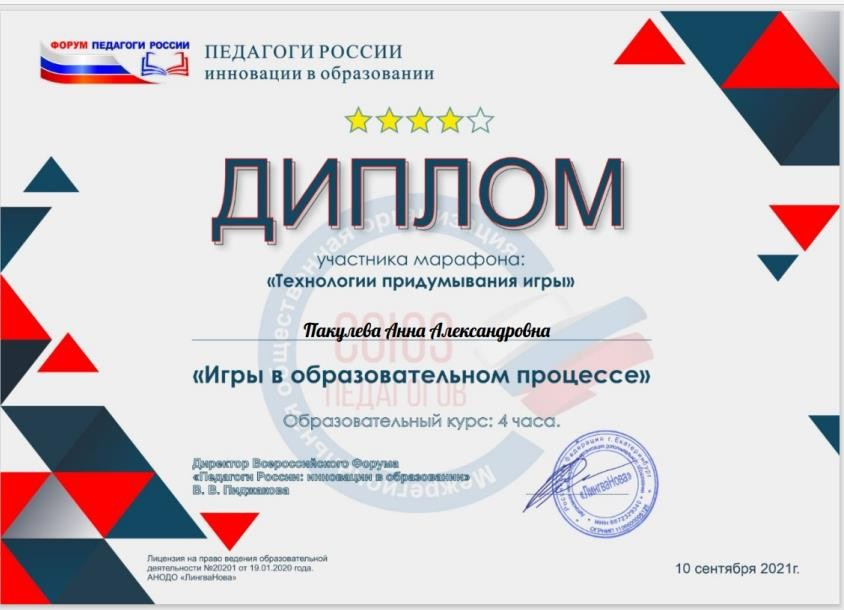 ФОРУМ ПЕДАГОГИ РОССИИ
ПЕДАГОГИ РОССИИ
инновации в образовании
ДИПЛОМ
участника марафона:
«Технологии придумывания игры»
Пакулева Анна Александровна
СОЮЗ
ПЕДАГОГОВ
«Игры в образовательном процессе»
Образовательный курс: 4 часа.
Директор Всероссийского Форума
«Педагоги России: инновации в образовании»
В. В. Пиджакова
«ЛингваНова»
Лицензия на право ведения образовательной
деятельности №20201 от 19.01.2020 года.
АНОДО «ЛингваНова»
10 сентября 2021г.